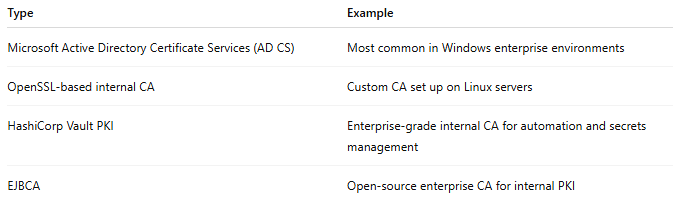 Type Example
Microsoft Active Directory Certificate Services (AD CS) Most common in Windows enterprise environments
OpenSSL-based internal CA Custom CA set up on Linux servers
HashiCorp Vault PKI Enterprise-grade internal CA for automation and secrets
management
EJBCA Open-source enterprise CA for internal PKI